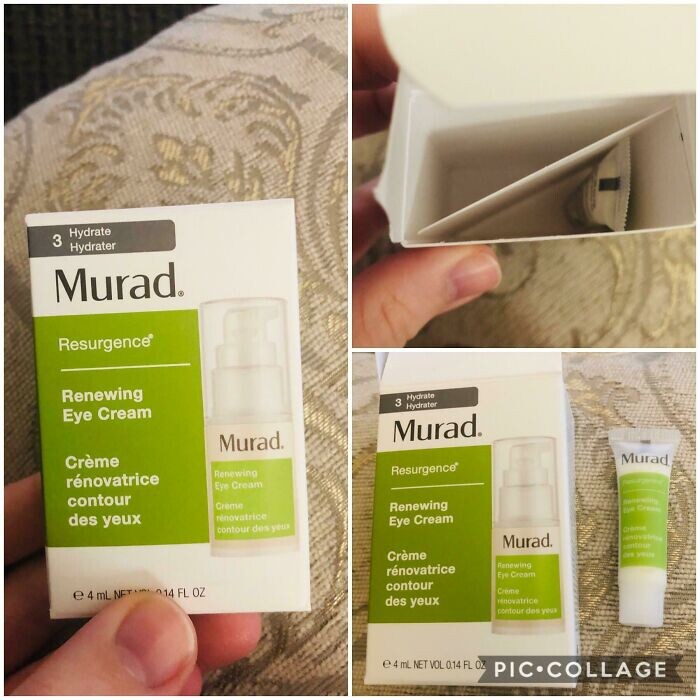 3 Hydrate
Hydrater
Murad.
Resurgence®
Renewing
Eye Cream
Crème
rénovatrice
contour
des yeux
Murad.
Renewing
Eye Cream
Crème
rénovatrice
contour des yeux
℮ 4 mL NET VOL 0.14 FL OZ
3 Hydrate
Hydrater
Murad.
Resurgence®
Renewing
Eye Cream
Crème
rénovatrice
contour
des yeux
Murad.
Renewing
Eye Cream
Crème
rénovatrice
contour des yeux
℮ 4 mL NET VOL 0.14 FL OZ
Murad.
Resurgence®
Renewing
Eye Cream
Crème
rénovatrice
contour des
yeux
PIC•COLLAGE